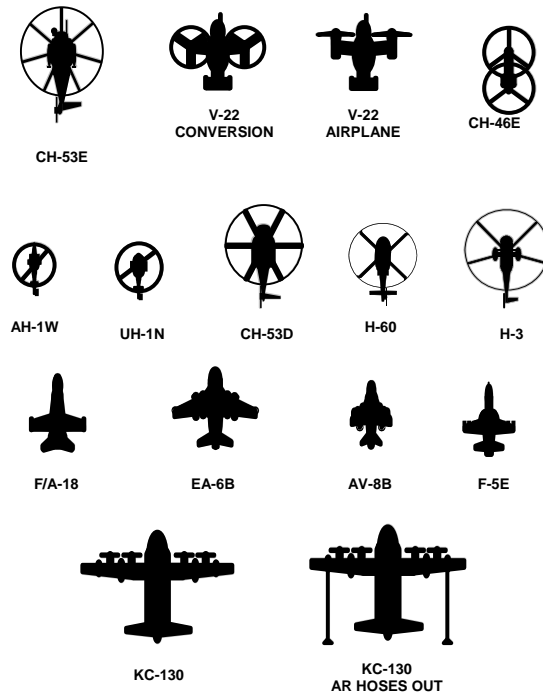 V-22
CONVERSION
V-22
AIRPLANE
CH-46E
CH-53E
AH-1W
UH-1N
CH-53D
H-60
H-3
F/A-18
EA-6B
AV-8B
F-5E
KC-130
KC-130
AR HOSES OUT